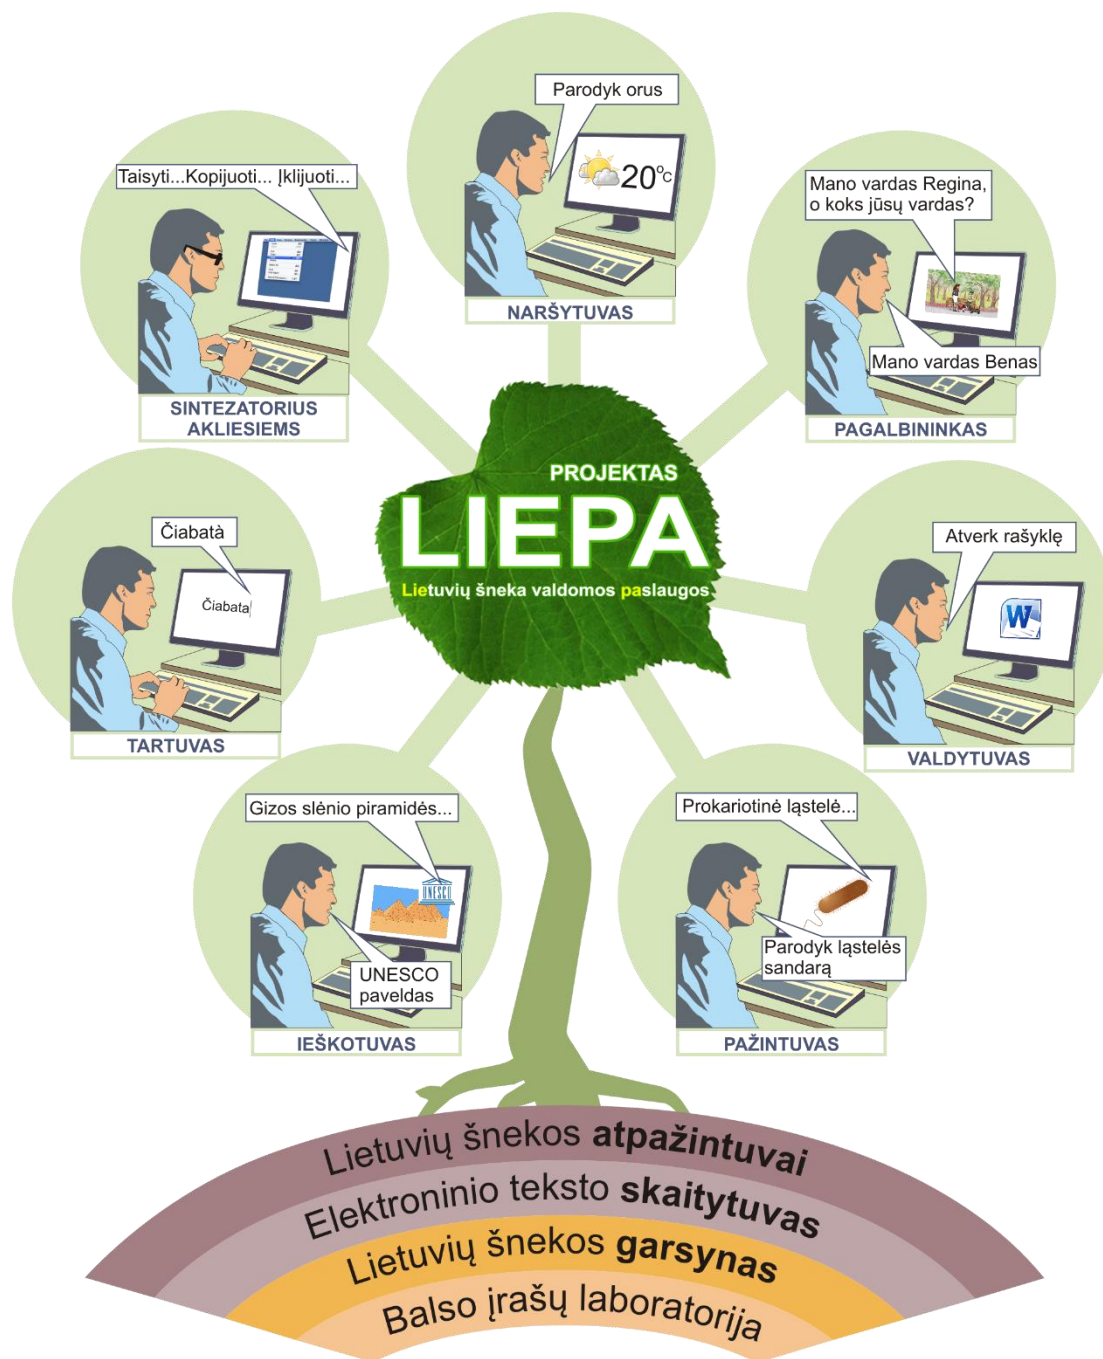 Parodyk orus
20°C
NARŠYTUVAS
Taisyti...Kopijuoti... Įklijuoti...
SINTEZATORIUS
AKLIESIEMS
Mano vardas Regina,
o koks jūsų vardas?
Mano vardas Benas
PAGALBININKAS
PROJEKTAS
LIEPA
Lietuvių šneka valdomos paslaugos
Čiabatà
Čiabata
TARTUVAS
Atverk rašyklę
W
VALDYTUVAS
Gizos slėnio piramidės...
UNESCO
UNESCO
paveldas
IEŠKOTUVAS
Prokariotinė ląstelė...
Parodyk ląstelės
sandarą
PAŽINTUVAS
Lietuvių šnekos atpažintuvai
Elektroninio teksto skaitytuvas
Lietuvių šnekos garsynas
Balso įrašų laboratorija